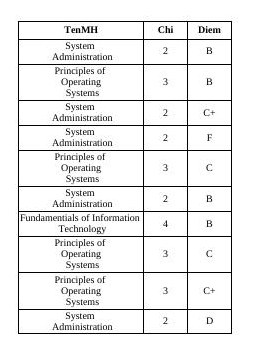 TenMH Chi Diem
System
Administration 2 B
Principles of
Operating 3 B
Systems
System
Administration 2 C+
System
Administration 2 F
Principles of
Operating 3 C
Systems
System
Administration 2 B
Fundamentials of Information
Technology 4 B
Principles of
Operating 3 C
Systems
Principles of
Operating 3 C+
Systems
System
Administration 2 D